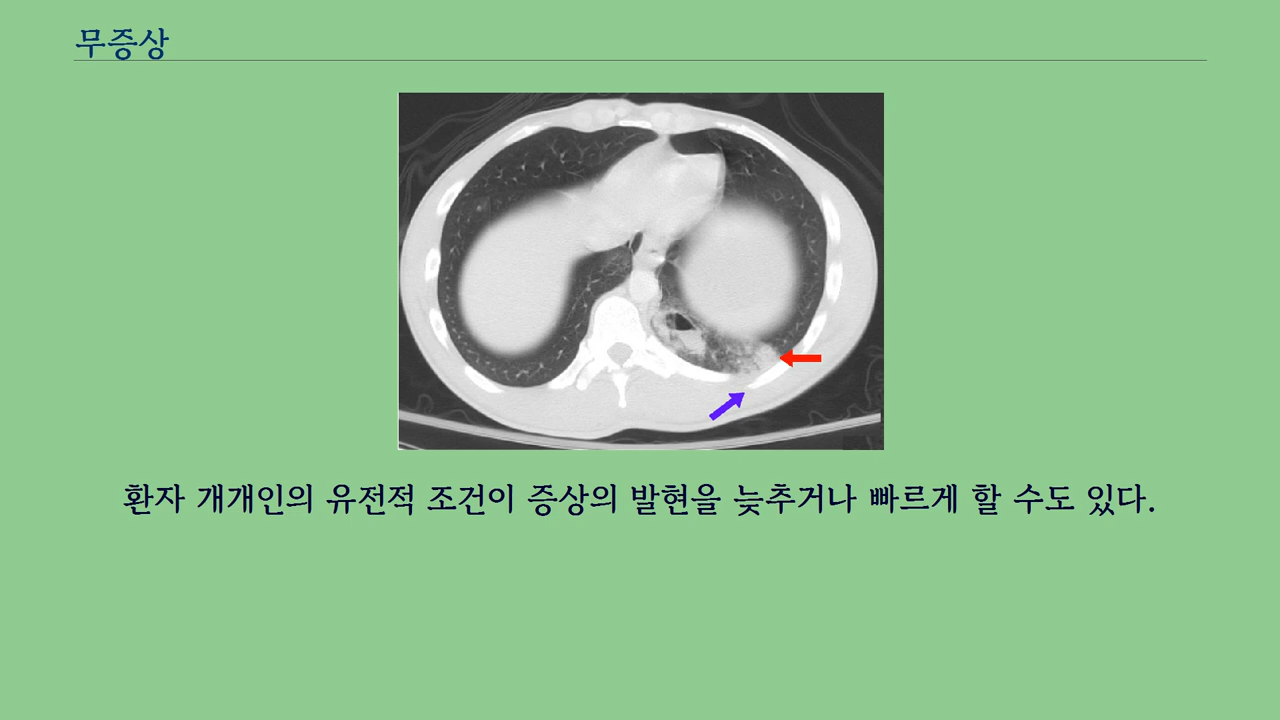 무증상
환자 개개인의 유전적 조건이 증상의 발현을 늦추거나 빠르게 할 수도 있다.